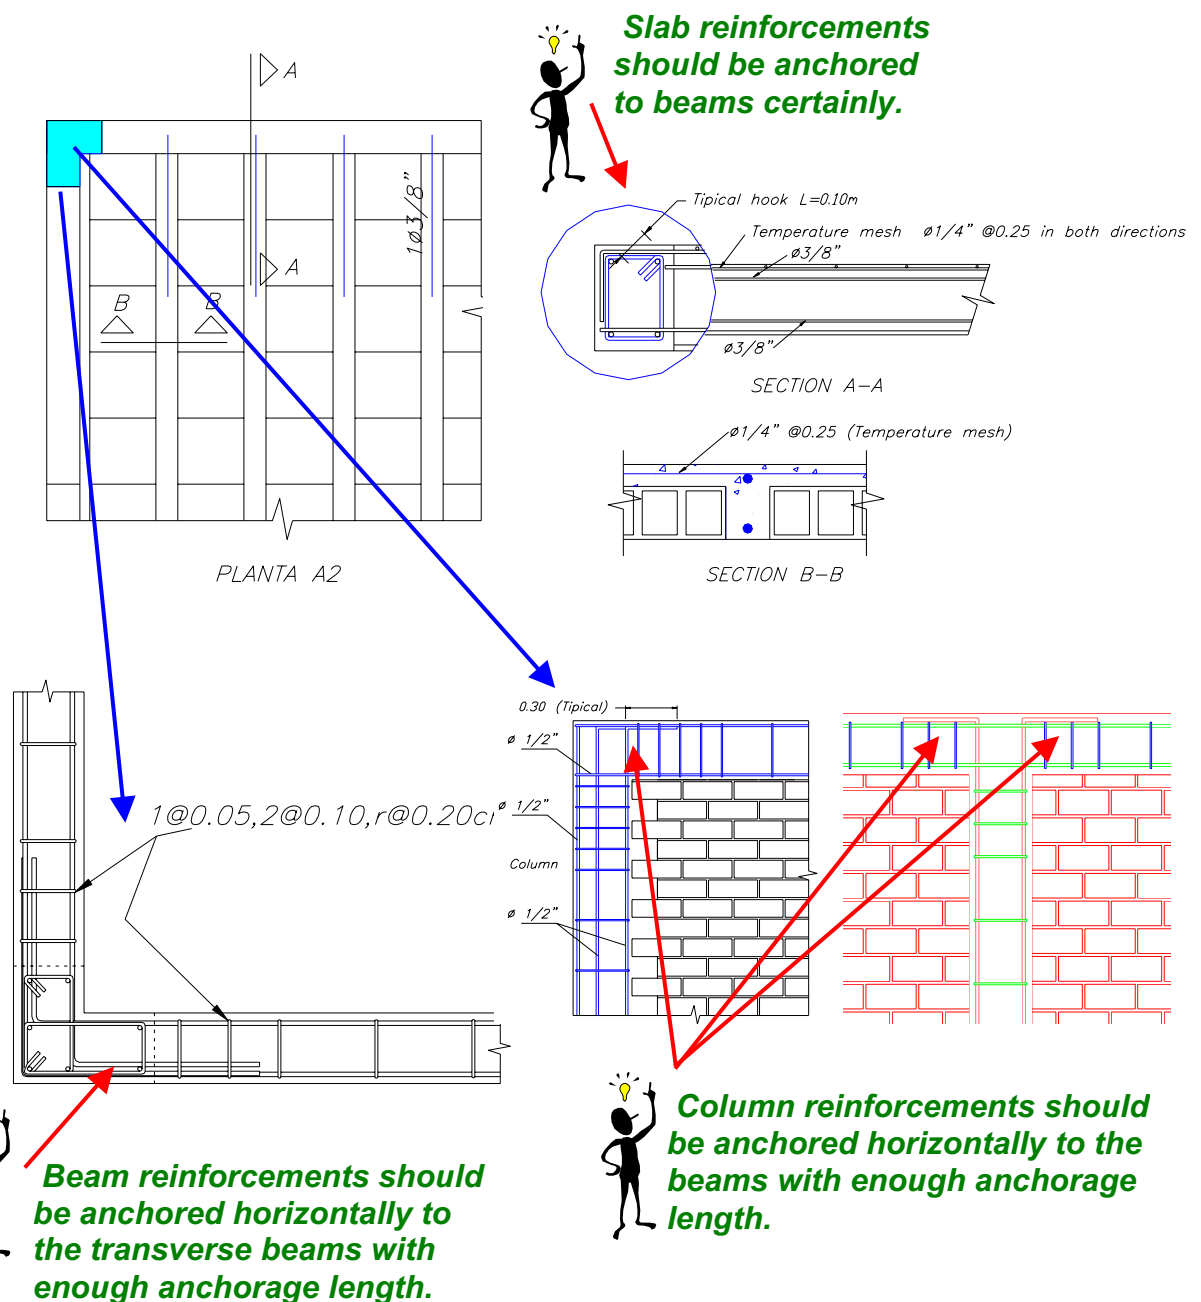 Slab reinforcements
should be anchored
to beams certainly.
A
A
1ø3/8"
B
B
PLANTA A2
Tipical hook L=0.10m
Temperature mesh ø1/4" @0.25 in both directions
ø3/8"
ø3/8"
SECTION A-A
ø1/4" @0.25 (Temperature mesh)
SECTION B-B
1@0.05,2@0.10,r@0.20cr
0.30 (Tipical)
ø 1/2"
ø 1/2"
Column
ø 1/2"
Column reinforcements should
be anchored horizontally to the
beams with enough anchorage
length.
Beam reinforcements should
be anchored horizontally to
the transverse beams with
enough anchorage length.